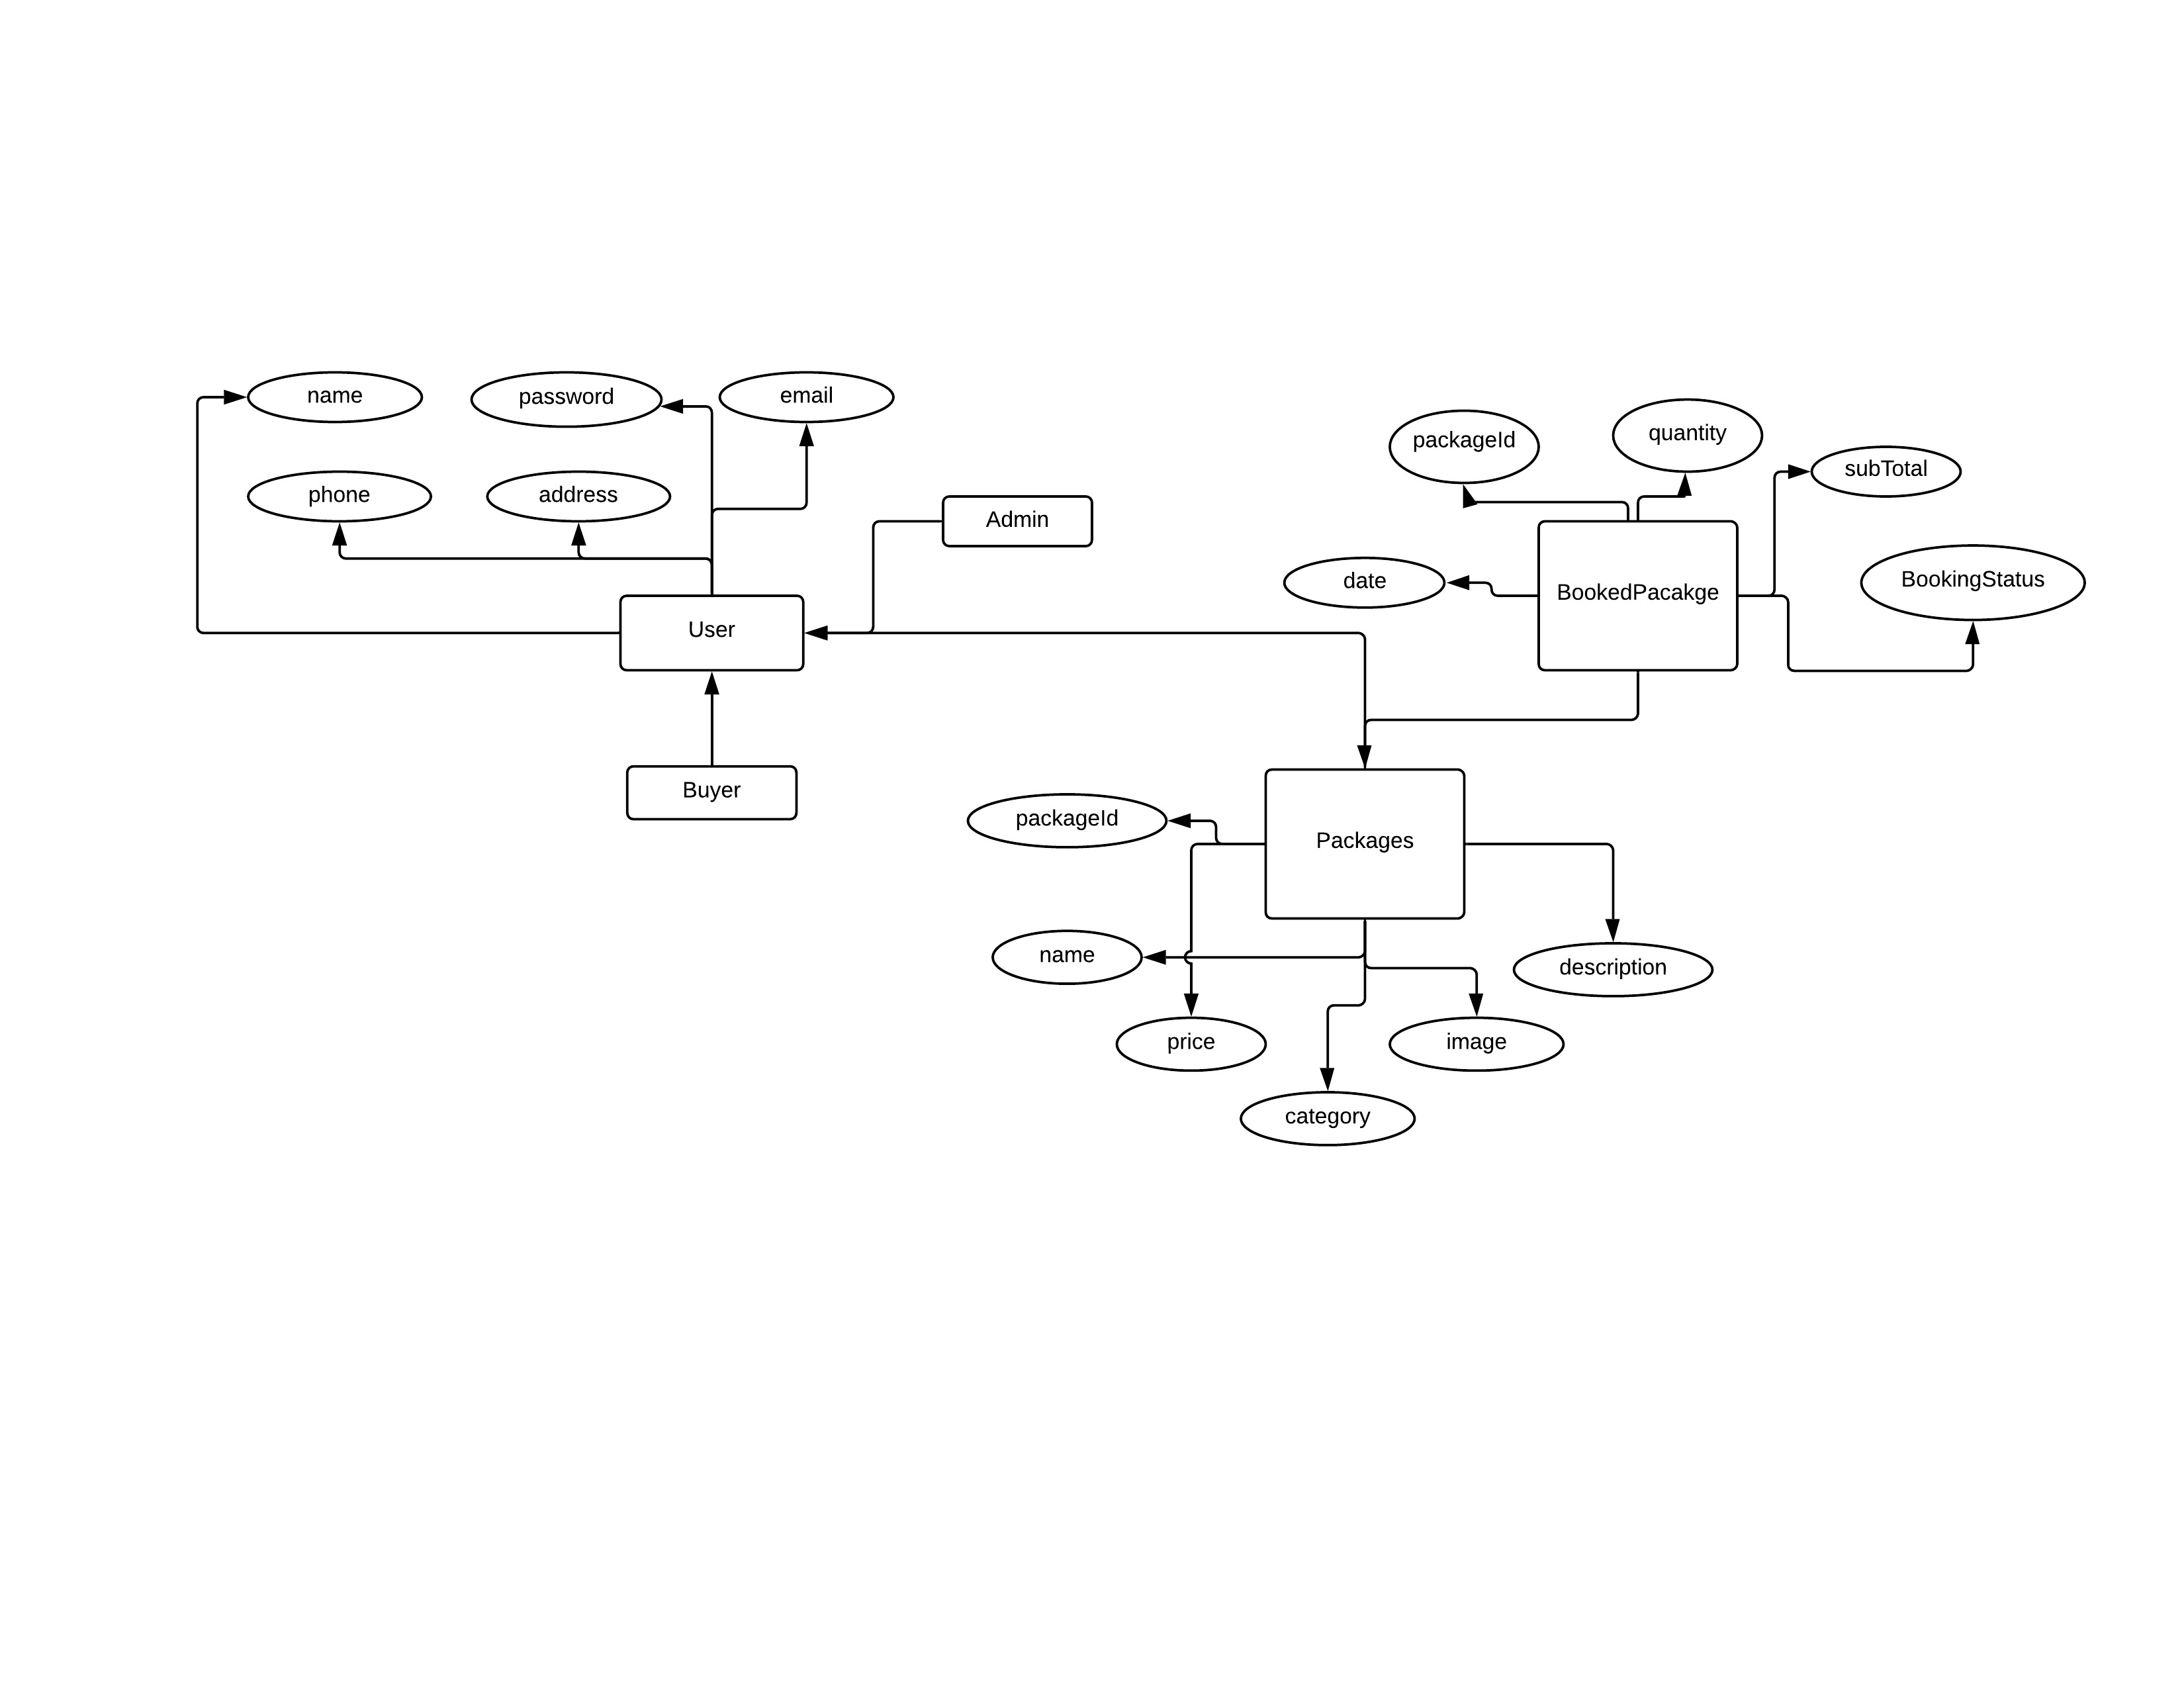 name
password
email
packageId
quantity
subTotal
phone
address
Admin
date
BookedPacakge
BookingStatus
User
Buyer
packageId
Packages
name
description
price
image
category